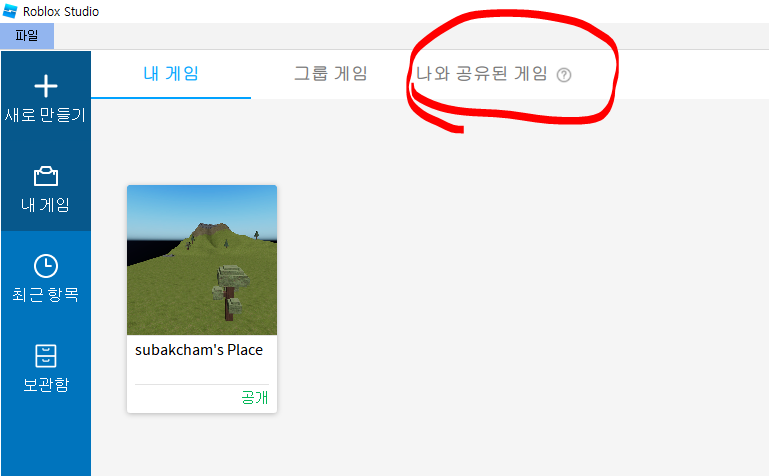 Roblox Studio
파일
새로 만들기
내 게임
최근 항목
보관함
내 게임
그룹 게임
나와 공유된 게임 ?
subakcham's Place
공개